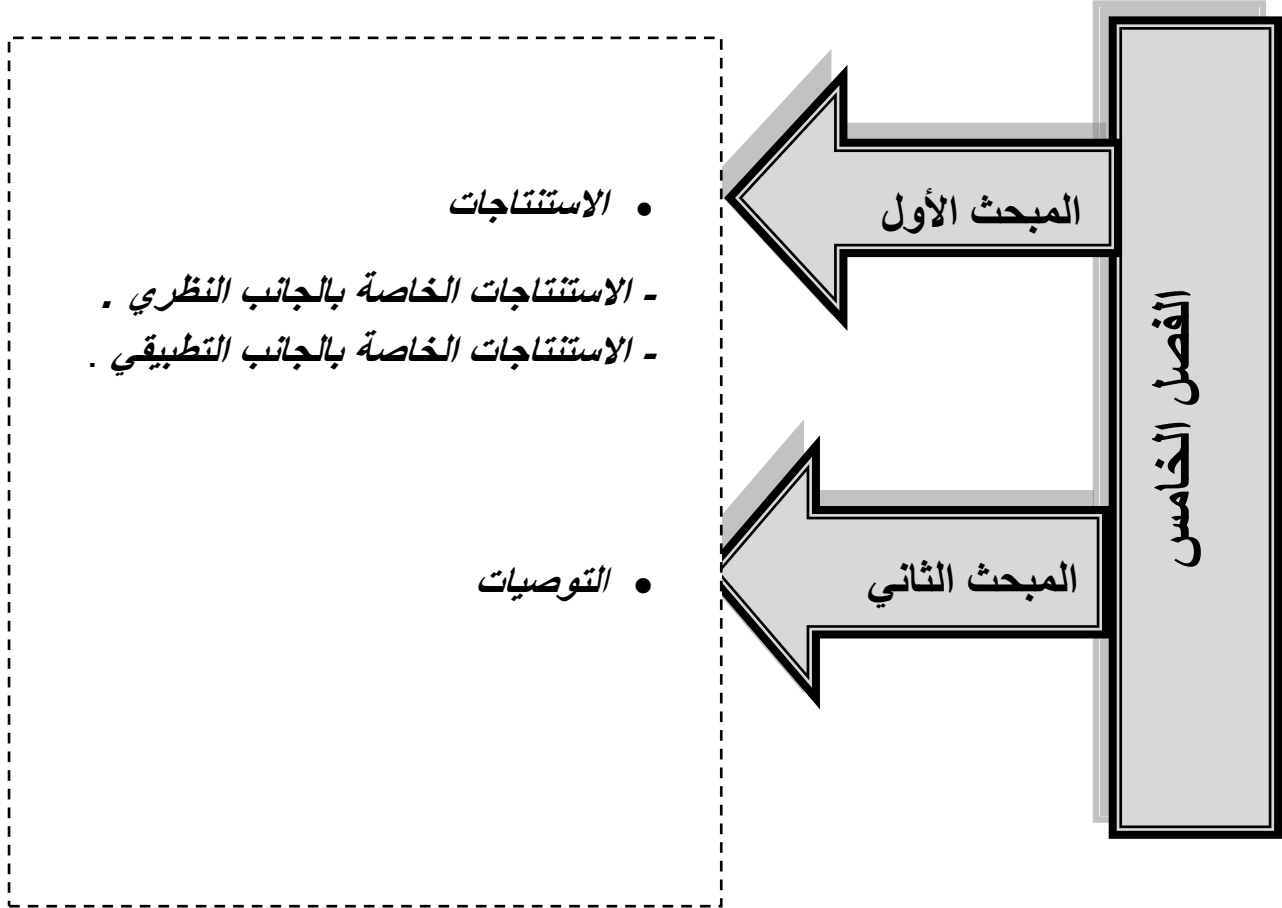 الفصل الخامس
المبحث الأول
• الاستنتاجات
- الاستنتاجات الخاصة بالجانب النظري .
- الاستنتاجات الخاصة بالجانب التطبيقي .
المبحث الثاني
• التوصيات